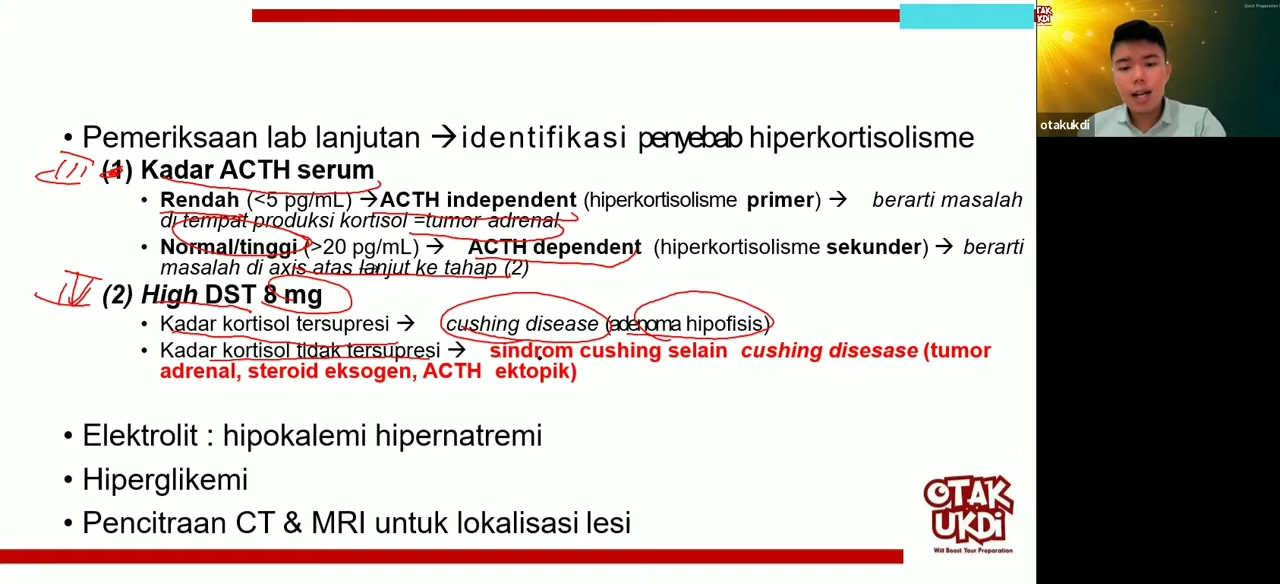 • Pemeriksaan lab lanjutan → identifikasi penyebab hiperkortisolisme
III (1) Kadar ACTH serum
• Rendah (<5 pg/mL) → ACTH independent (hiperkortisolisme primer) → berarti masalah
di tempat produksi kortisol =tumor adrenal
• Normal/tinggi (>20 pg/mL) → ACTH dependent (hiperkortisolisme sekunder) → berarti
masalah di axis atas lanjut ke tahap (2)
IV (2) High DST 8 mg
• Kadar kortisol tersupresi → cushing disease (adenoma hipofisis)
• Kadar kortisol tidak tersupresi → sindrom cushing selain cushing disesase (tumor
adrenal, steroid eksogen, ACTH ektopik)
• Elektrolit : hipokalemi hipernatremi
• Hiperglikemi
• Pencitraan CT & MRI untuk lokalisasi lesi
OTAK
UKDi
Will Boost Your Preparation
otakukdi